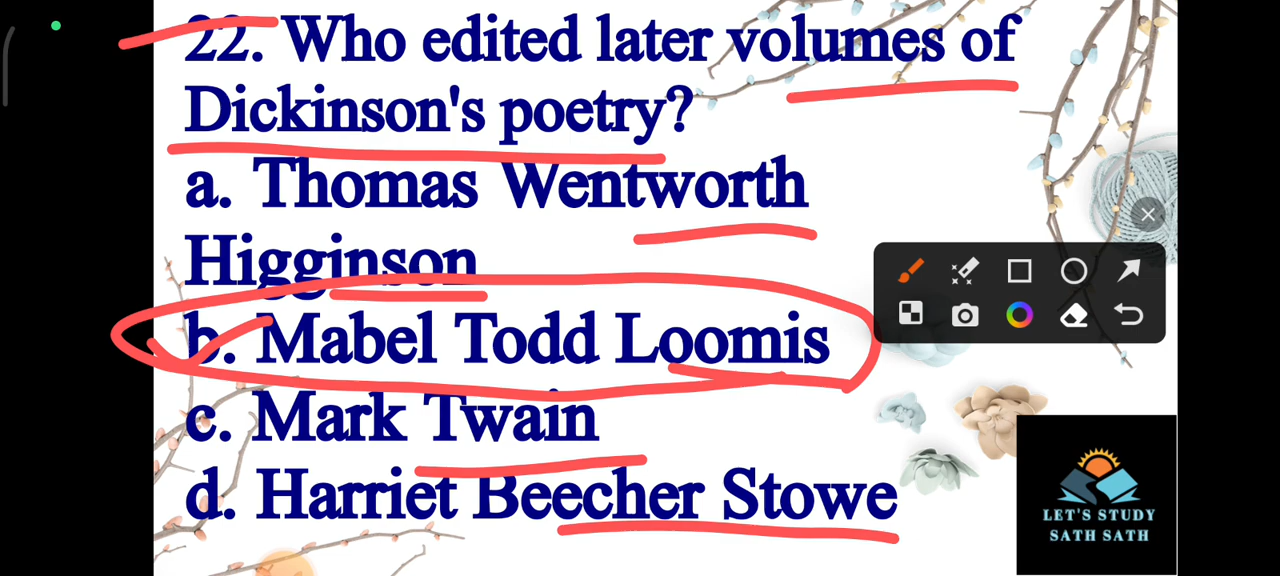 22. Who edited later volumes of
Dickinson's poetry?
a. Thomas Wentworth
Higginson
b. Mabel Todd Loomis
c. Mark Twain
d. Harriet Beecher Stowe
LET'S STUDY
SATH SATH